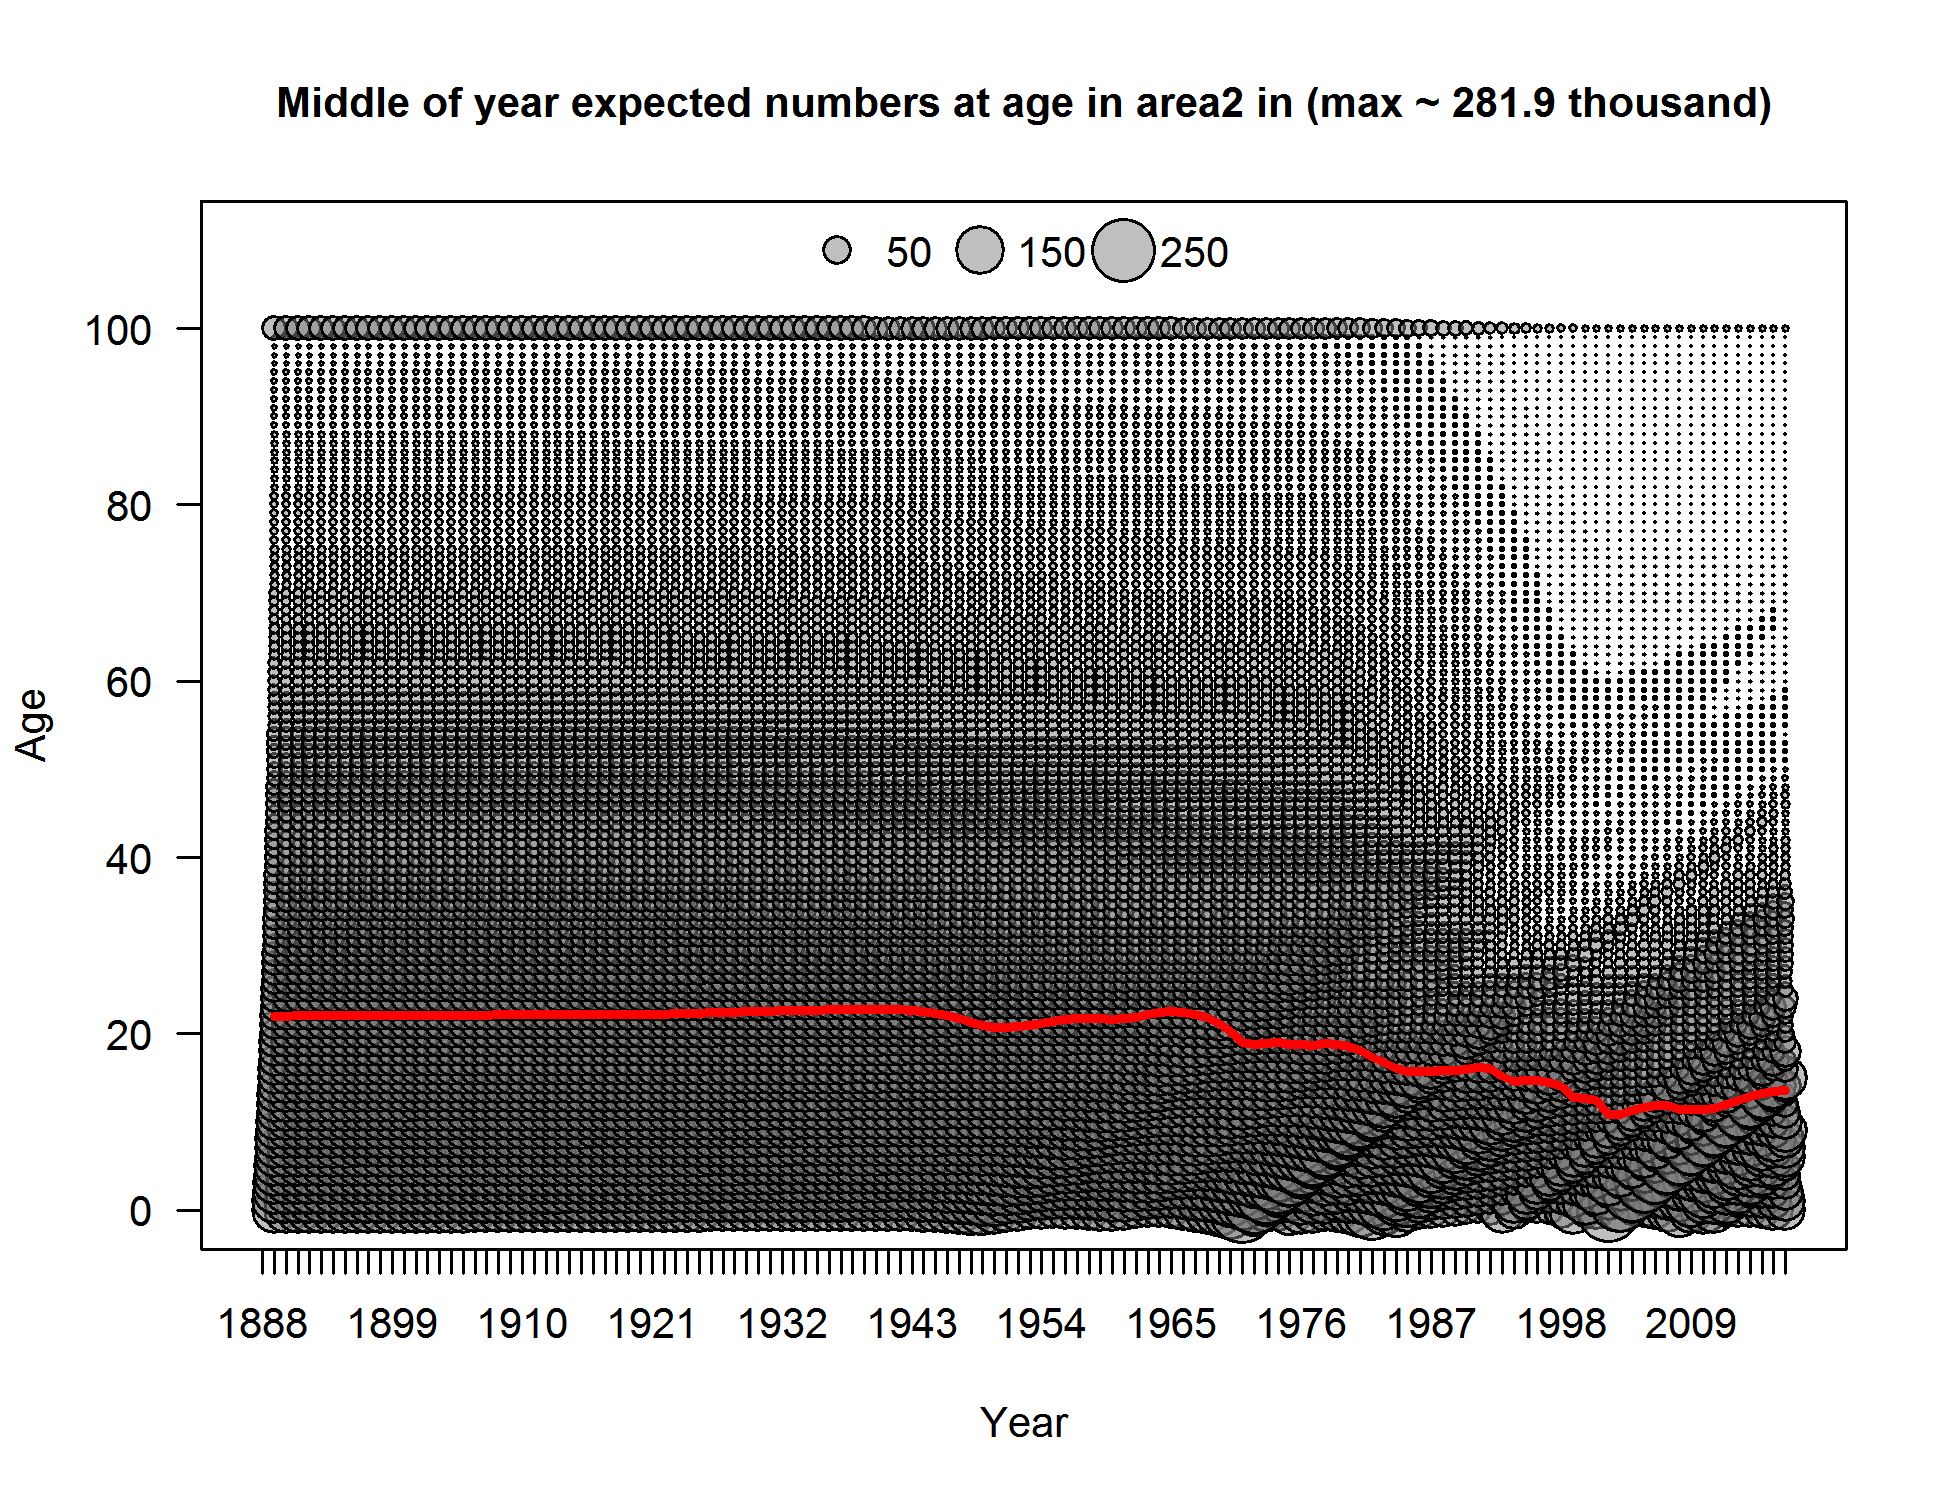 Middle of year expected numbers at age in area2 in (max ~ 281.9 thousand)
50 150 250
100
80
60
40
20
0
Age
1888 1899 1910 1921 1932 1943 1954 1965 1976 1987 1998 2009
Year